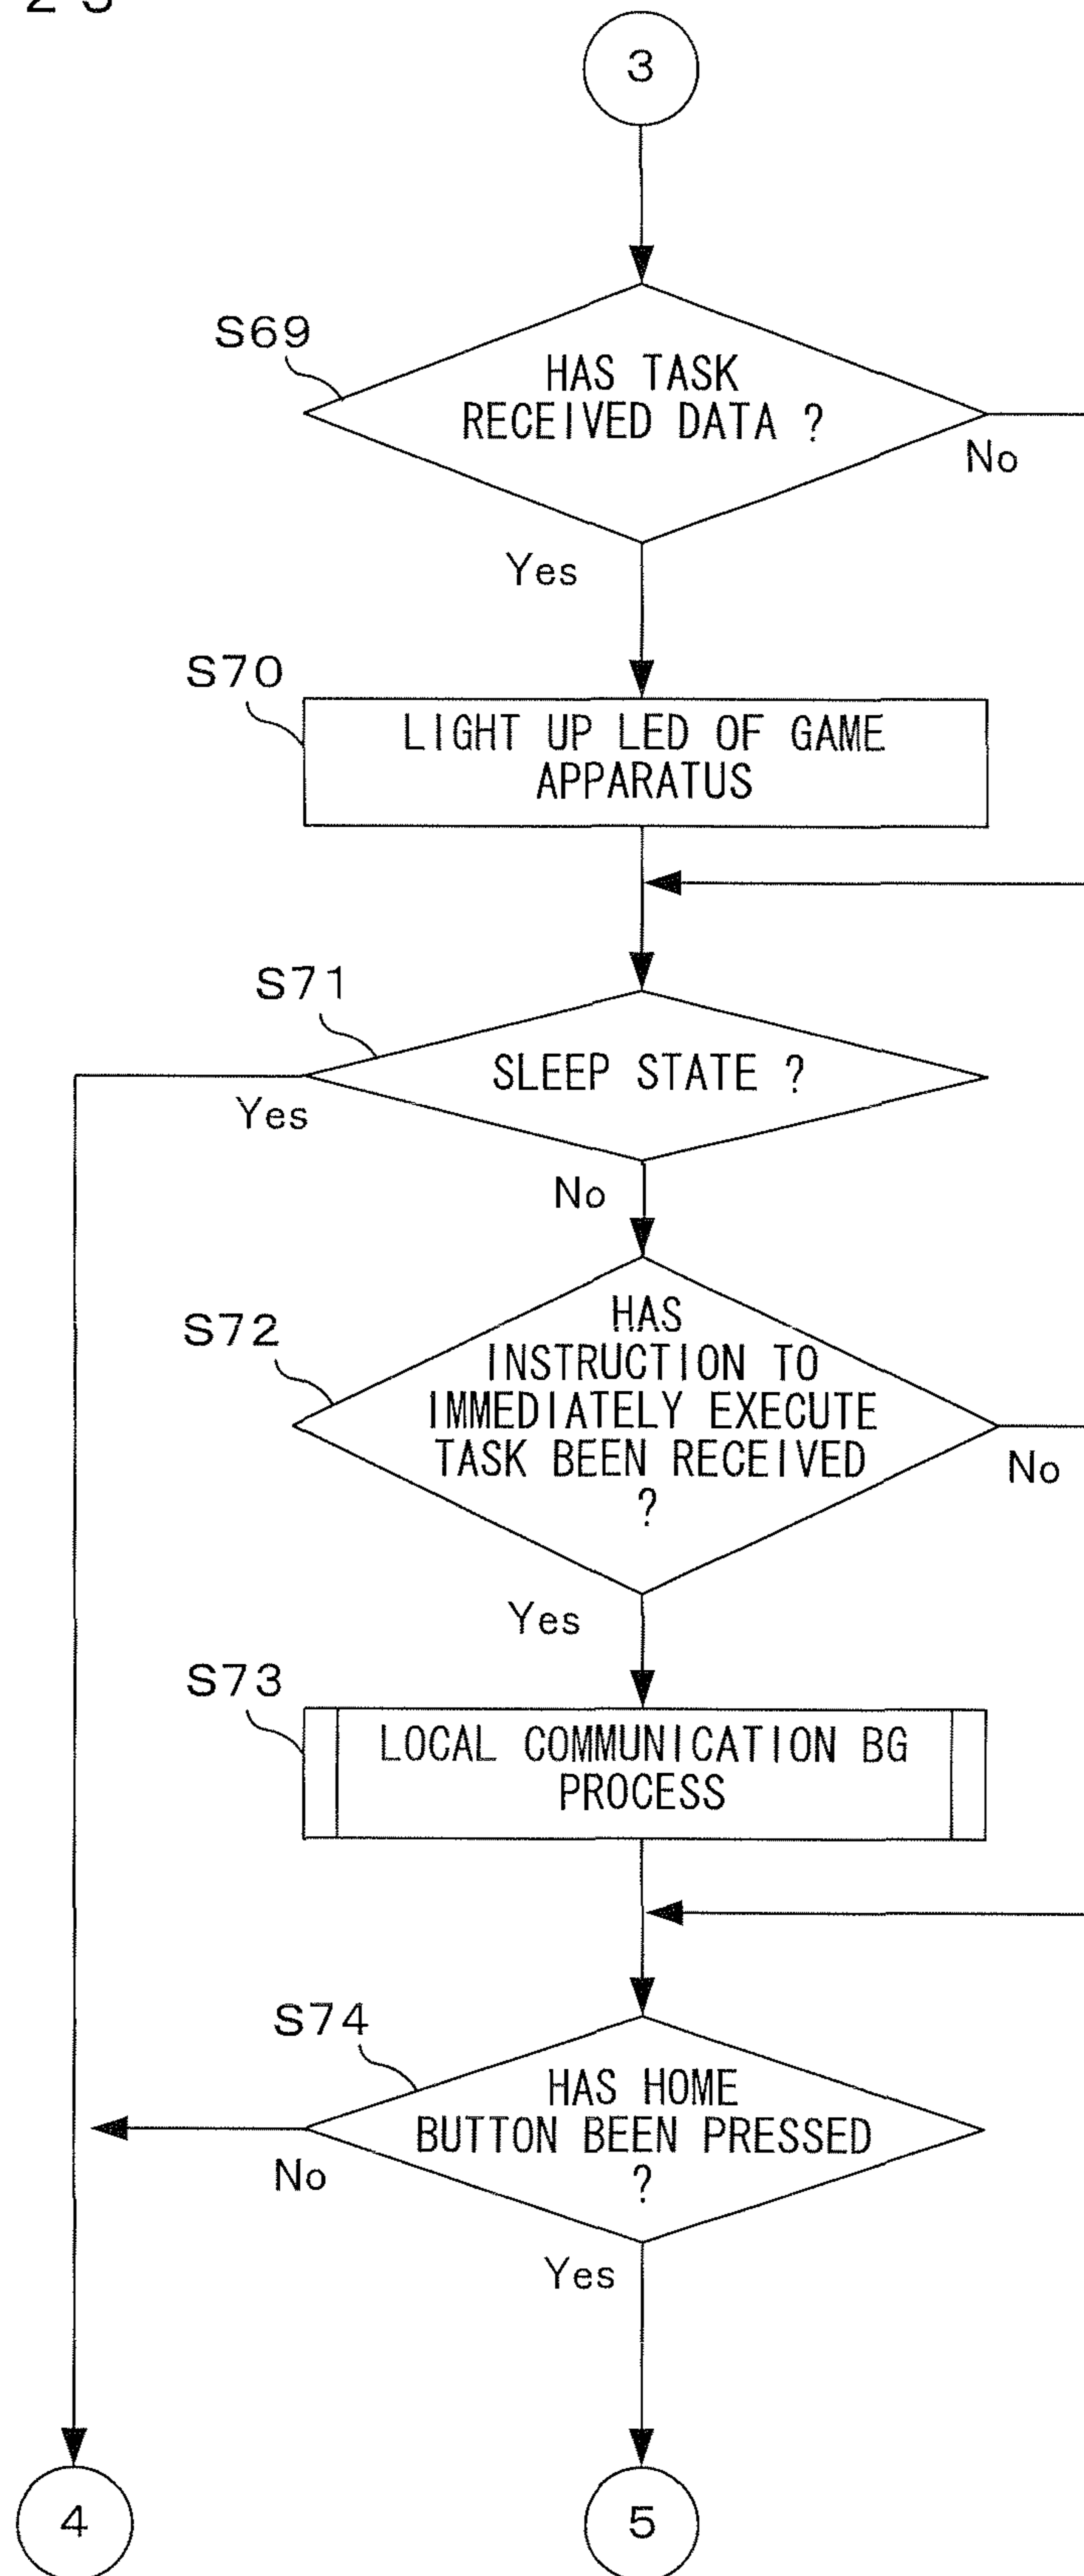 3
S69
HAS TASK
RECEIVED DATA ?
No
Yes
S70
LIGHT UP LED OF GAME
APPARATUS
S71
SLEEP STATE ?
Yes
No
S72
HAS
INSTRUCTION TO
IMMEDIATELY EXECUTE
TASK BEEN RECEIVED
?
No
Yes
S73
LOCAL COMMUNICATION BG
PROCESS
S74
HAS HOME
BUTTON BEEN PRESSED
?
No
Yes
4
5